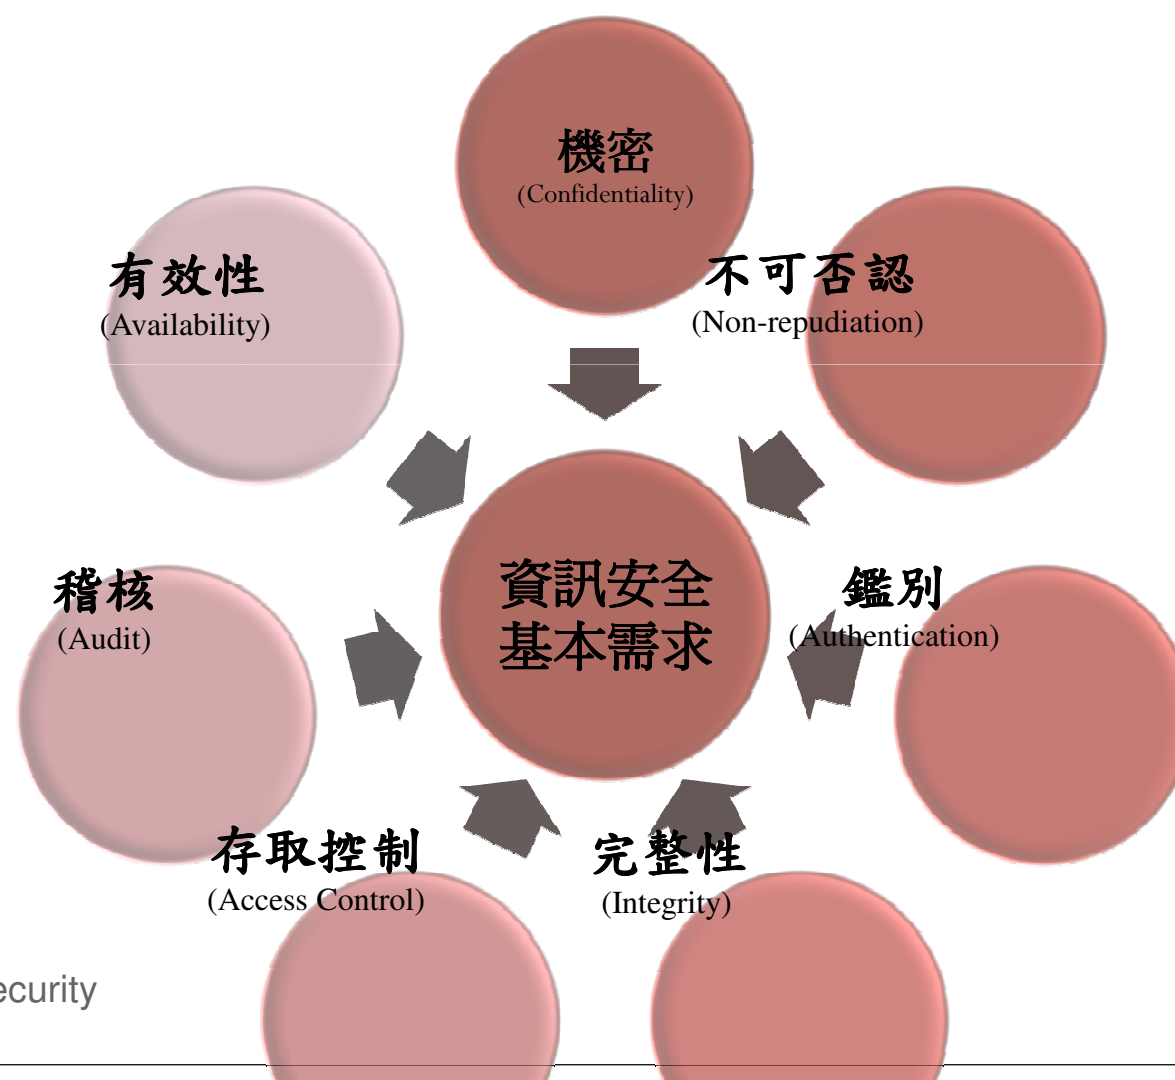 機密
(Confidentiality)
有效性
(Availability)
不可否認
(Non-repudiation)
資訊安全
基本需求
稽核
(Audit)
鑑別
(Authentication)
存取控制
(Access Control)
完整性
(Integrity)
ecurity